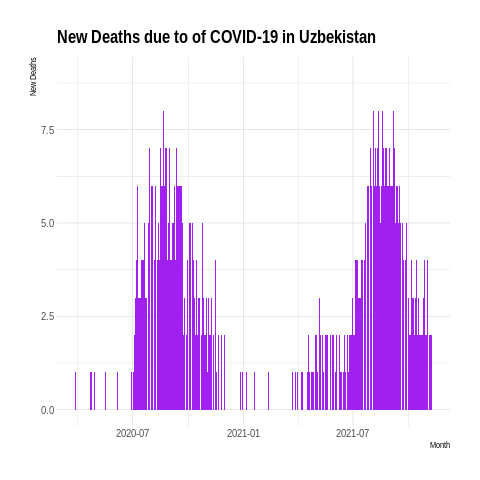 New Deaths due to of COVID-19 in Uzbekistan
New Deaths
7.5
5.0
2.5
0.0
2020-07 2021-01 2021-07
Month